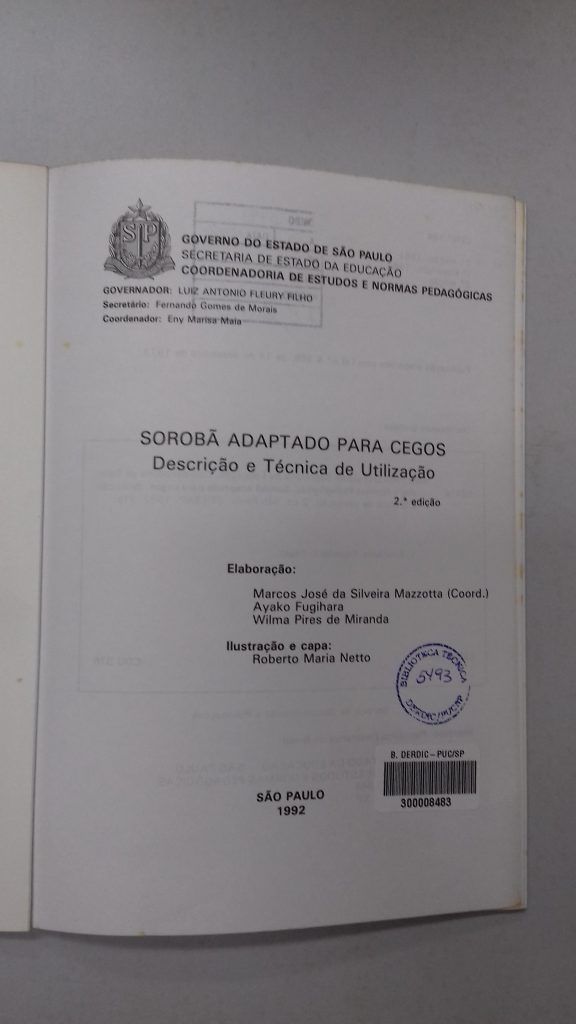 SP
GOVERNO DO ESTADO DE SÃO PAULO
SECRETARIA DE ESTADO DA EDUCAÇÃO
COORDENADORIA DE ESTUDOS E NORMAS PEDAGÓGICAS
GOVERNADOR: LUIZ ANTONIO FLEURY FILHO
Secretário: Fernando Gomes de Morais
Coordenador: Eny Marisa Maia
SOROBÃ ADAPTADO PARA CEGOS
Descrição e Técnica de Utilização
2.ª edição
Elaboração:
Marcos José da Silveira Mazzotta (Coord.)
Ayako Fugihara
Wilma Pires de Miranda
Ilustração e capa:
Roberto Maria Netto
BIBLIOTECA TÉCNICA
5493
DERDIC/PUCSP
B. DERDIC-PUC/SP
300008483
SÃO PAULO
1992